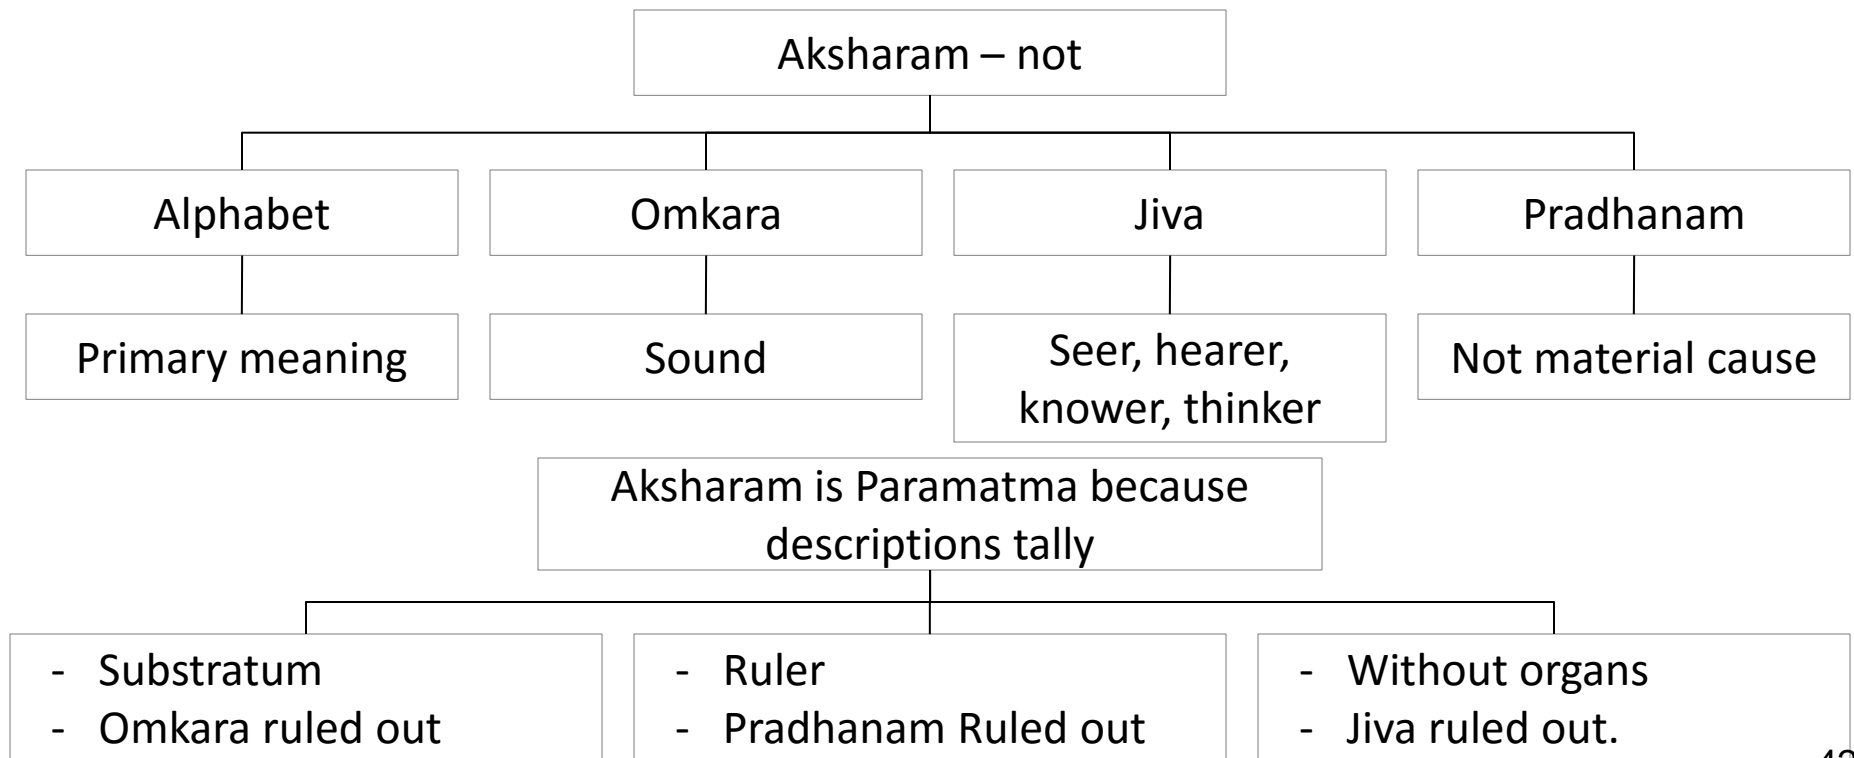 Aksharam – not
Alphabet
Omkara
Jiva
Pradhanam
Primary meaning
Sound
Seer, hearer,
knower, thinker
Not material cause
Aksharam is Paramatma because
descriptions tally
- Substratum
- Omkara ruled out
- Ruler
- Pradhanam Ruled out
- Without organs
- Jiva ruled out.